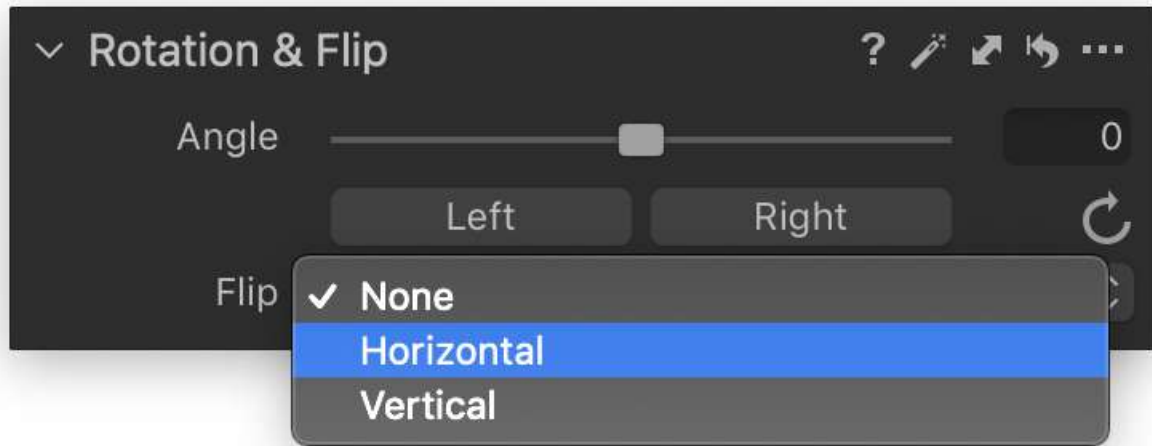 Rotation & Flip ? ...
Angle 0
Left Right
Flip ✓ None
Horizontal
Vertical